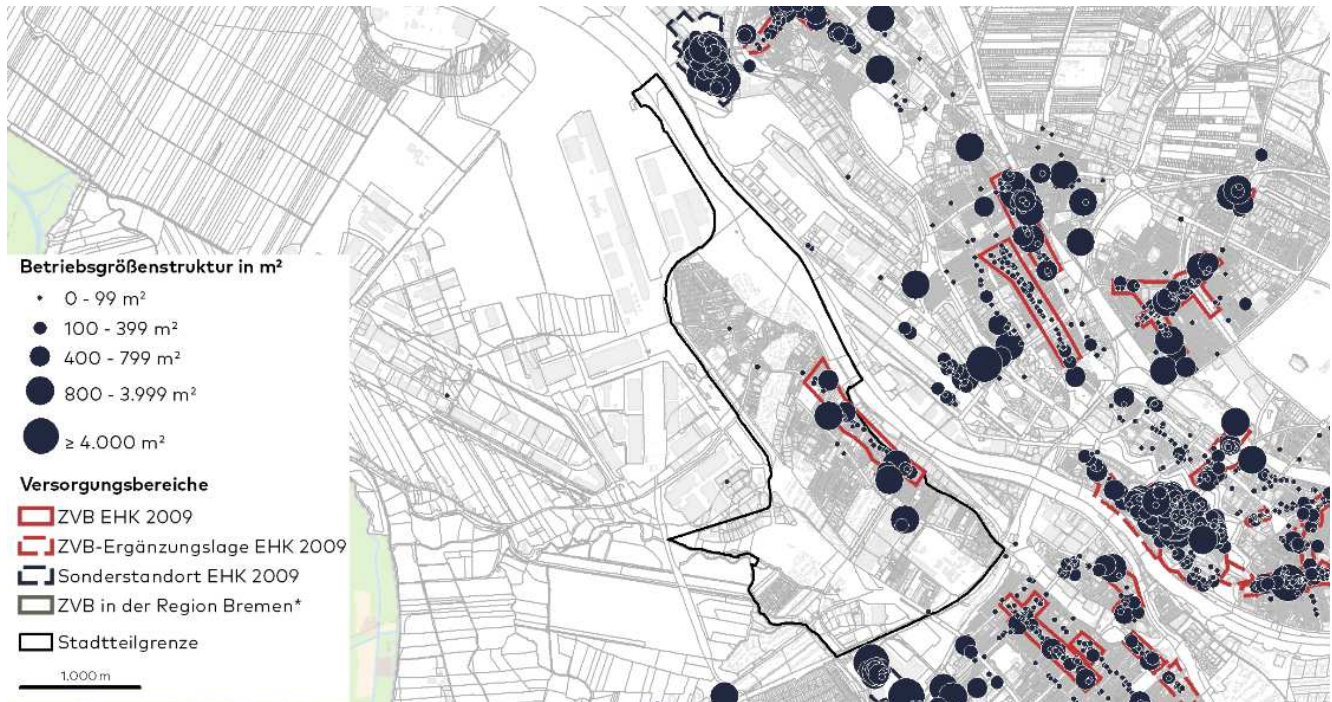 Betriebsgrößenstruktur in m²
0 - 99 m²
100 - 399 m²
400 - 799 m²
800 - 3.999 m²
≥ 4.000 m²
Versorgungsbereiche
ZVB EHK 2009
ZVB-Ergänzungslage EHK 2009
Sonderstandort EHK 2009
ZVB in der Region Bremen*
Stadtteilgrenze
1.000 m